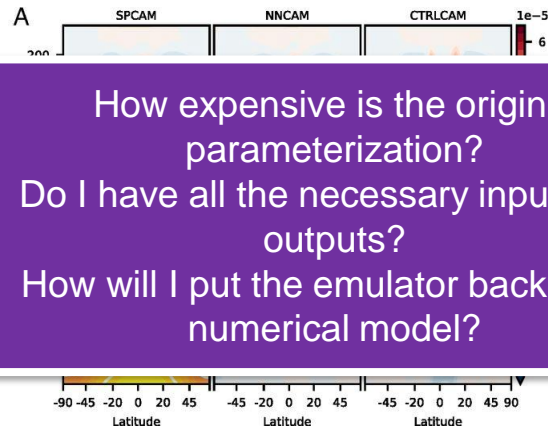 A
SPCAM NNCAM CTRLCAM 1e-5
6
200
How expensive is the origin
parameterization?
Do I have all the necessary inpu
outputs?
How will I put the emulator back
numerical model?
-90 -45 -20 0 20 45 -45 -20 0 20 45 -45 -20 0 20 45 90
Latitude Latitude Latitude